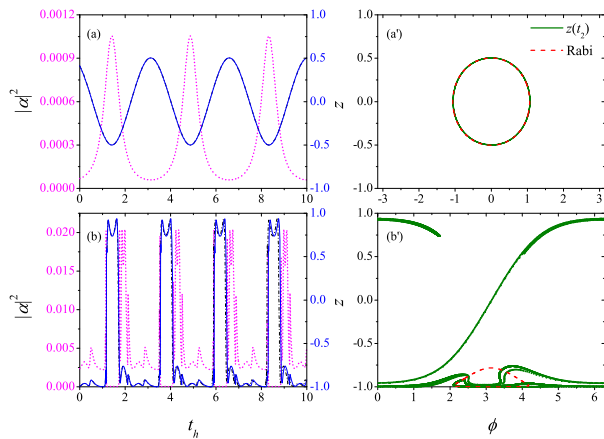 (a)
|α|²
0.0012
0.0009
0.0006
0.0003
0.0000
1.0
0.5
0.0
-0.5
-1.0
z
0 2 4 6 8 10
(a')
z(t₂)
Rabi
1.0
0.5
0.0
-0.5
-1.0
-3 -2 -1 0 1 2 3
(b)
|α|²
0.020
0.015
0.010
0.005
0.000
1.0
0.5
0.0
-0.5
-1.0
z
0 2 4 6 8 10
t_h
(b')
1.0
0.5
0.0
-0.5
-1.0
0 1 2 3 4 5 6
ϕ